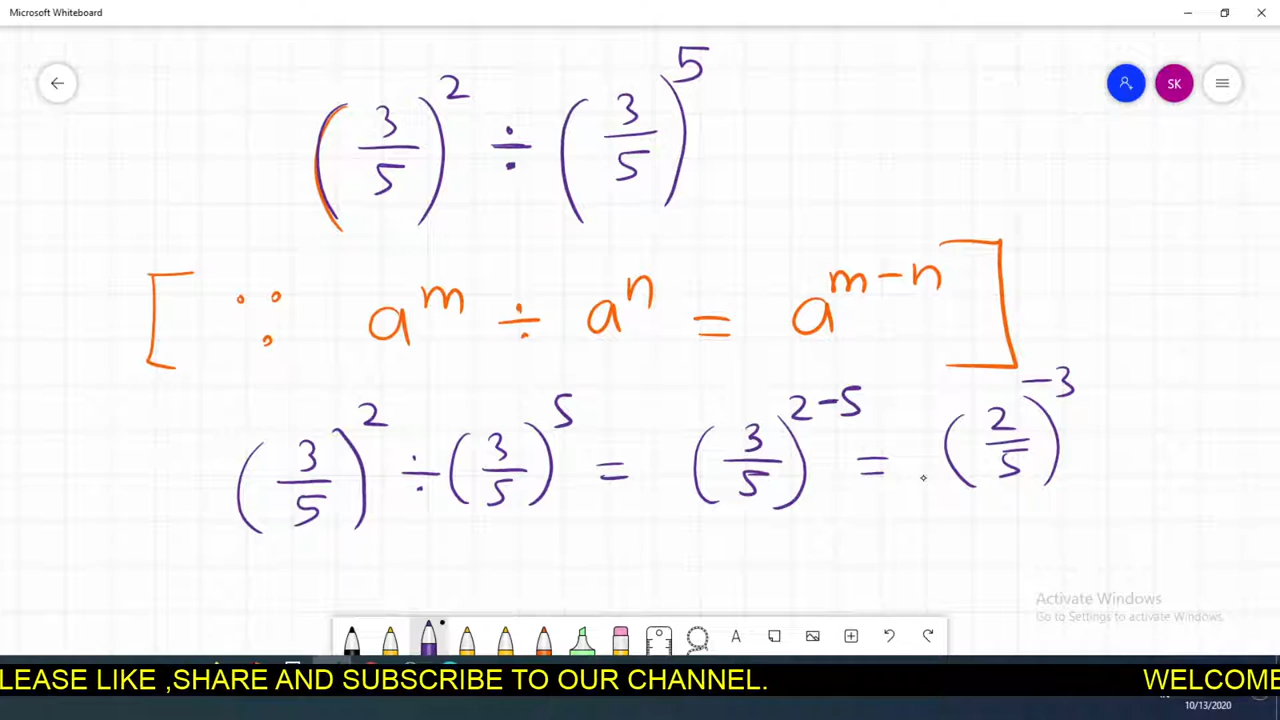 Microsoft Whiteboard
SK
(3/5)^2 ÷ (3/5)^5
[ ∵ a^m ÷ a^n = a^(m-n) ]
(3/5)^2 ÷ (3/5)^5 = (3/5)^(2-5) = (2/5)^(-3)
Activate Windows
Go to Settings to activate Windows.
A
LEASE LIKE ,SHARE AND SUBSCRIBE TO OUR CHANNEL. WELCOME
10/13/2020